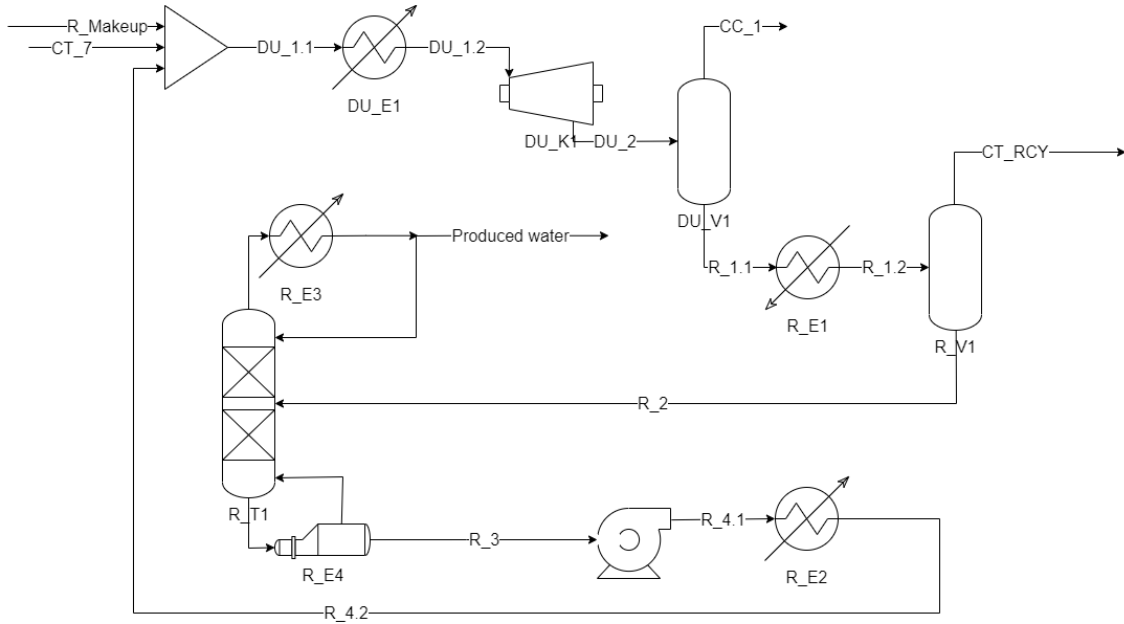 R_Makeup
CC_1
CT_7
DU_1.1
DU_1.2
DU_E1
DU_K1
DU_2
CT_RCY
DU_V1
Produced water
R_1.1
R_1.2
R_E3
R_E1
R_V1
R_2
R_T1
R_4.1
R_3
R_E4
R_E2
R_4.2